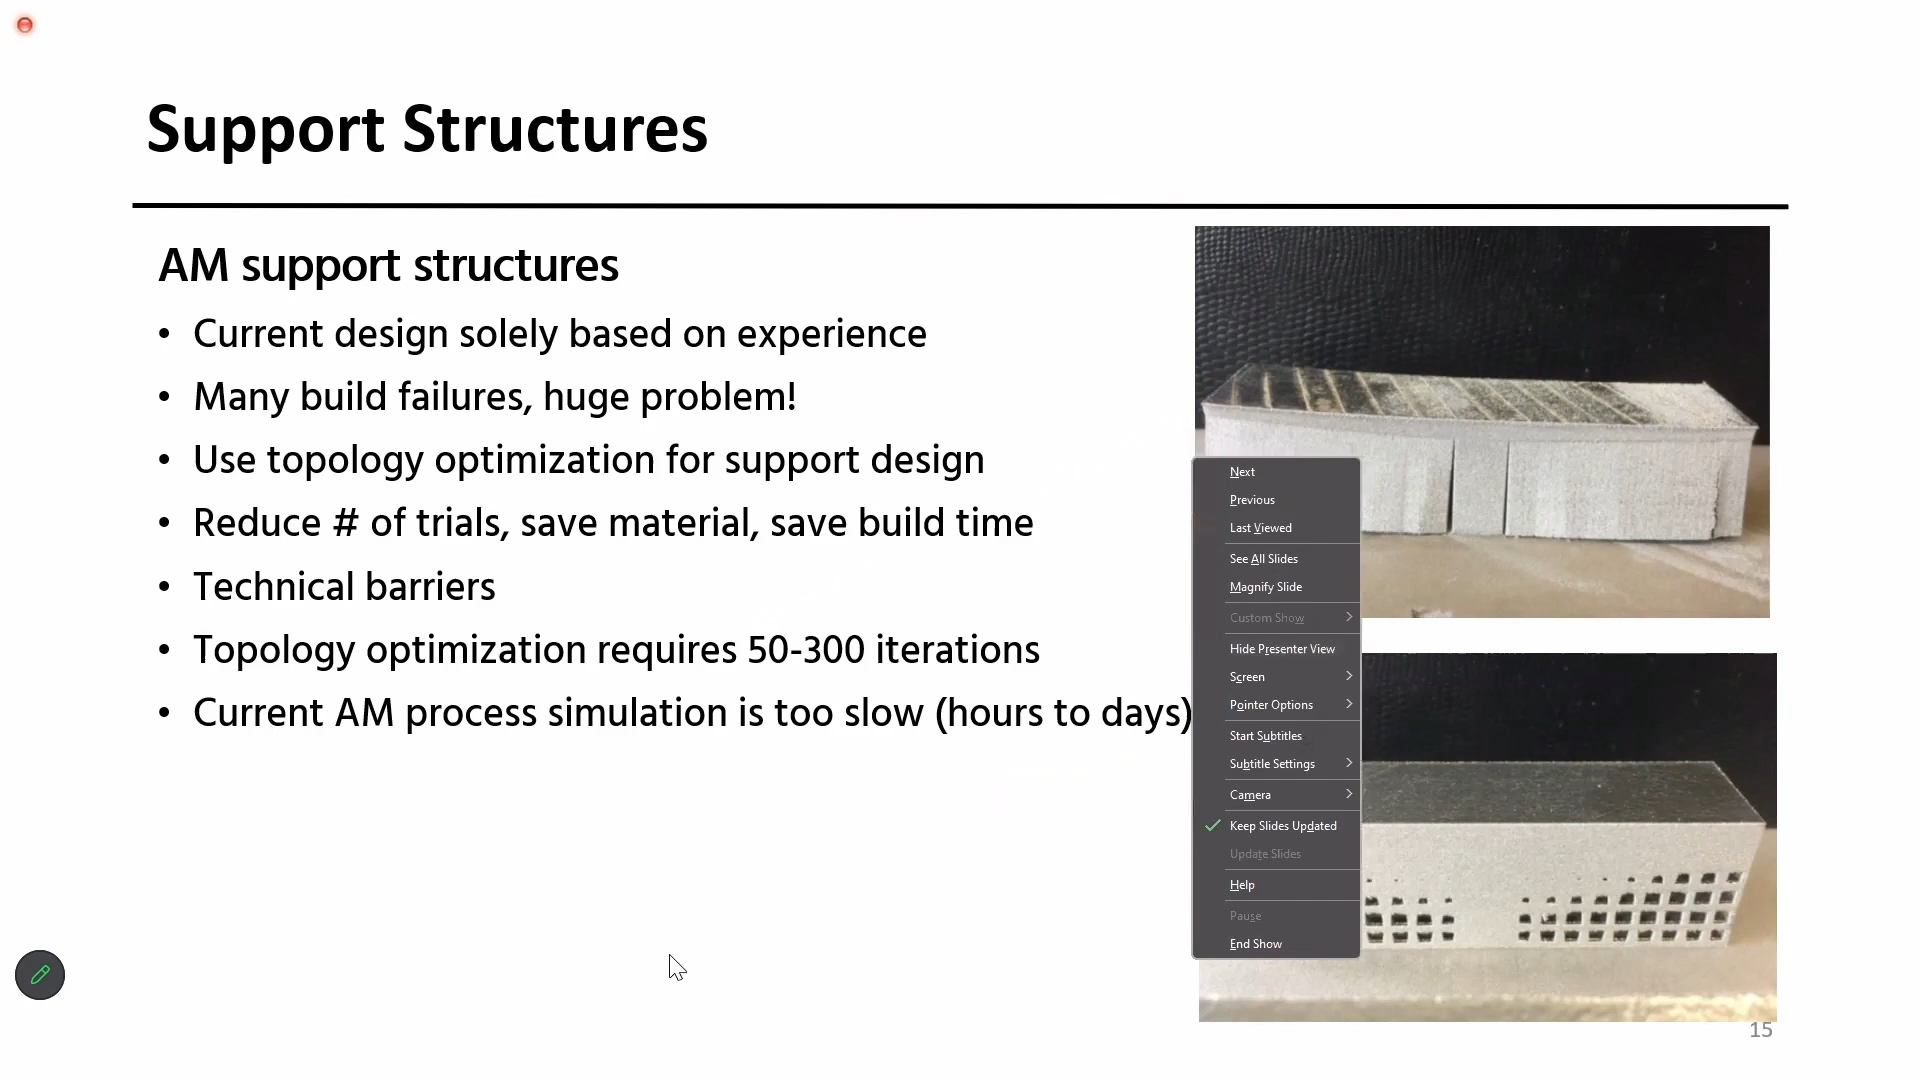 Support Structures
AM support structures
• Current design solely based on experience
• Many build failures, huge problem!
• Use topology optimization for support design
• Reduce # of trials, save material, save build time
• Technical barriers
• Topology optimization requires 50-300 iterations
• Current AM process simulation is too slow (hours to days)
Next
Previous
Last Viewed
See All Slides
Magnify Slide
Custom Show
Hide Presenter View
Screen
Pointer Options
Start Subtitles
Subtitle Settings
Camera
Keep Slides Updated
Update Slides
Help
Pause
End Show
15